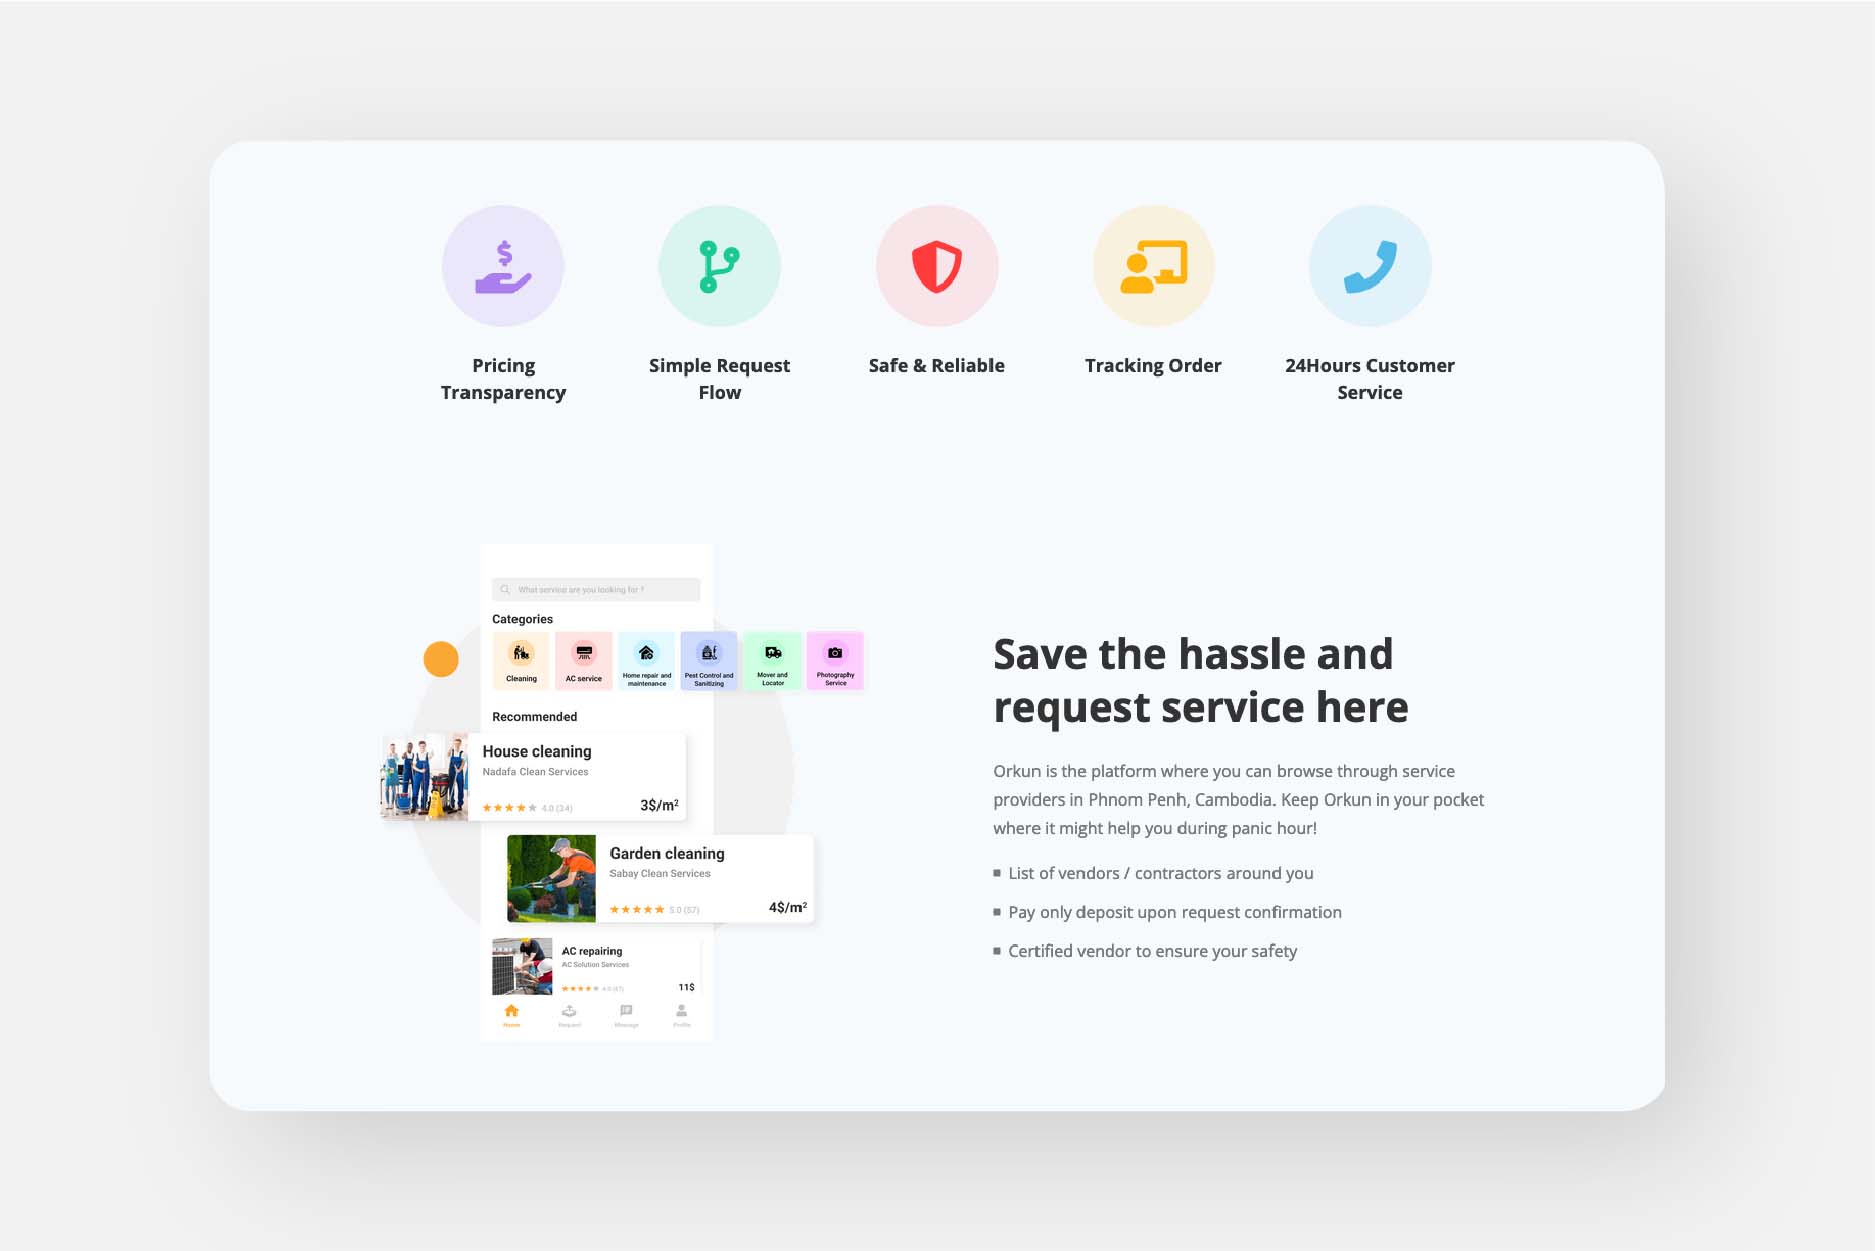 Pricing
Transparency
Simple Request
Flow
Safe & Reliable
Tracking Order
24Hours Customer
Service
What service are you looking for ?
Categories
Cleaning
AC service
Home repair and
maintenance
Pest Control and
Sanitizing
Mover and
Locator
Photography
Service
Recommended
House cleaning
Nadafa Clean Services
4.0 (34)
3$/m²
Garden cleaning
Sabay Clean Services
5.0 (57)
4$/m²
AC repairing
AC Solution Services
4.0 (47)
11$
Home
Request
Message
Profile
Save the hassle and
request service here
Orkun is the platform where you can browse through service
providers in Phnom Penh, Cambodia. Keep Orkun in your pocket
where it might help you during panic hour!
List of vendors / contractors around you
Pay only deposit upon request confirmation
Certified vendor to ensure your safety